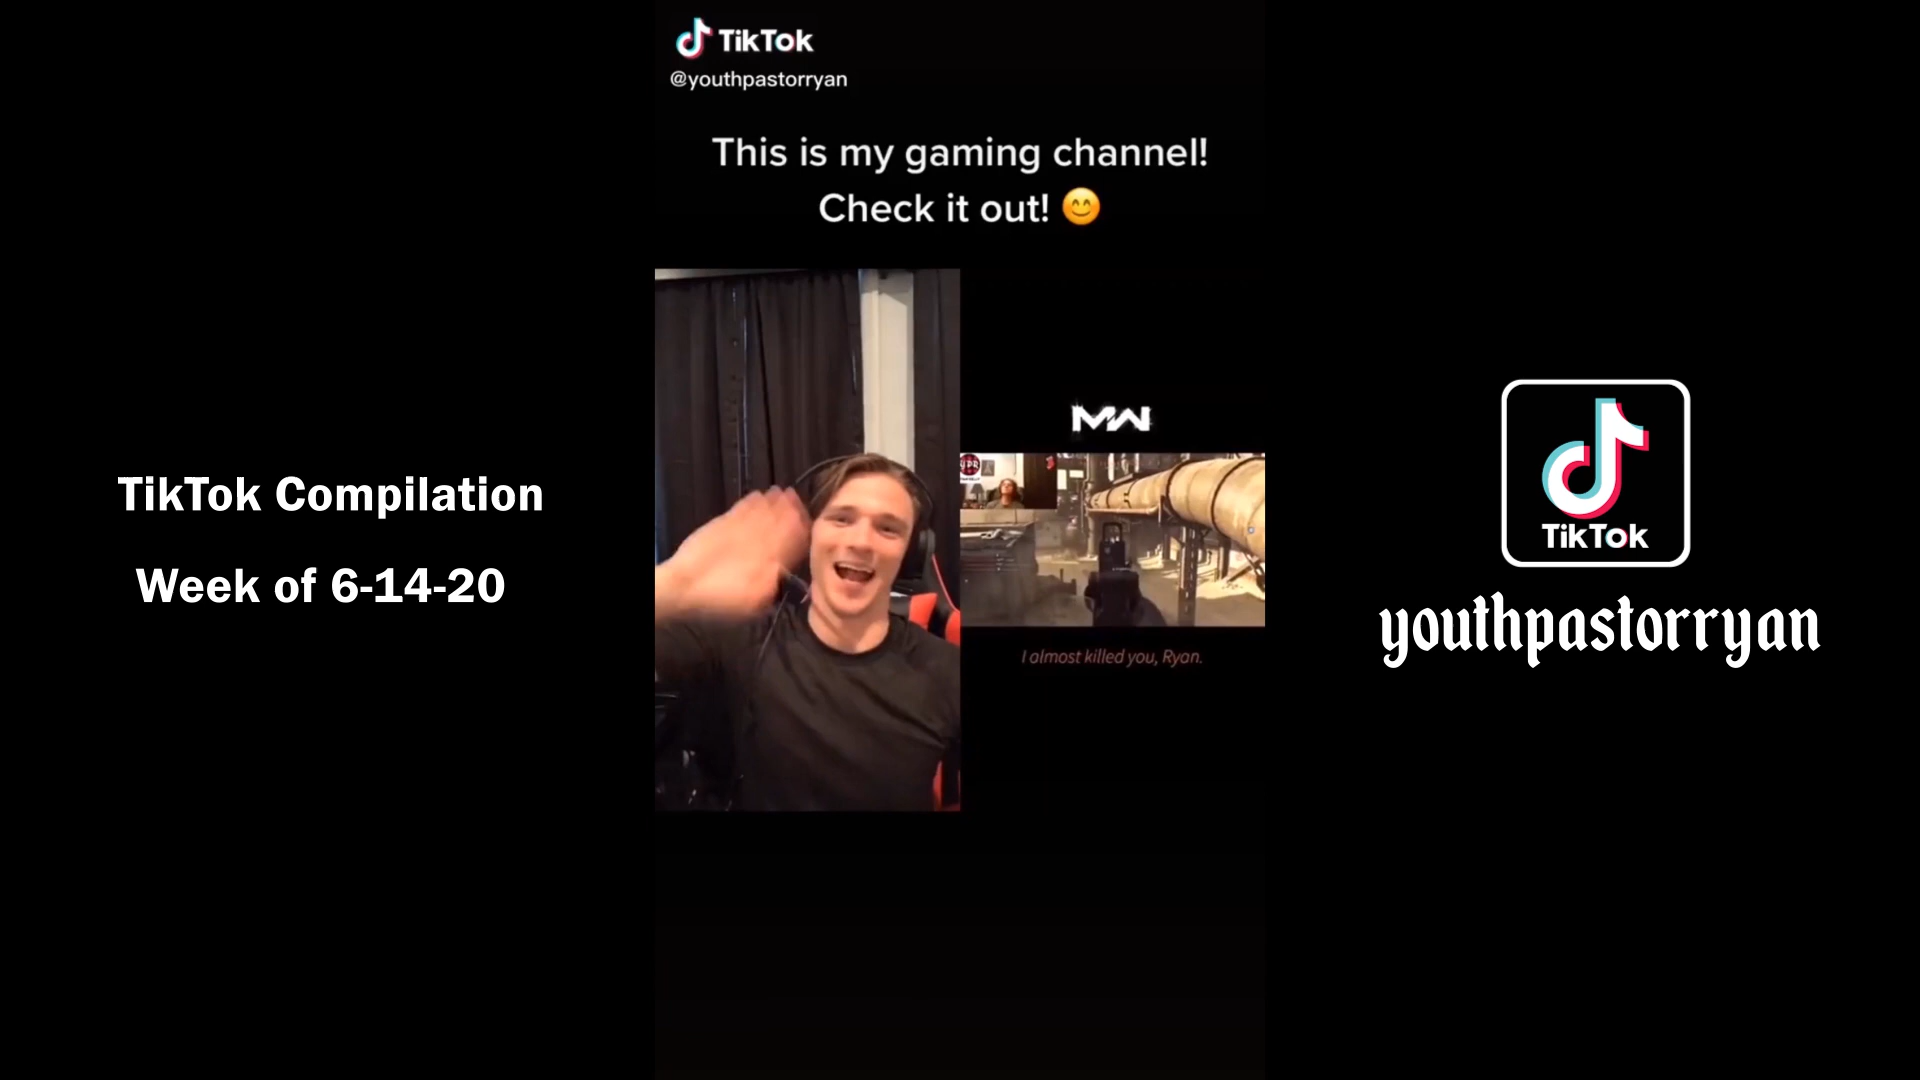 TikTok
@youthpastorryan
This is my gaming channel!
Check it out! 😊
MW
YPR
I almost killed you, Ryan.
TikTok Compilation
Week of 6-14-20
TikTok
youthpastorryan